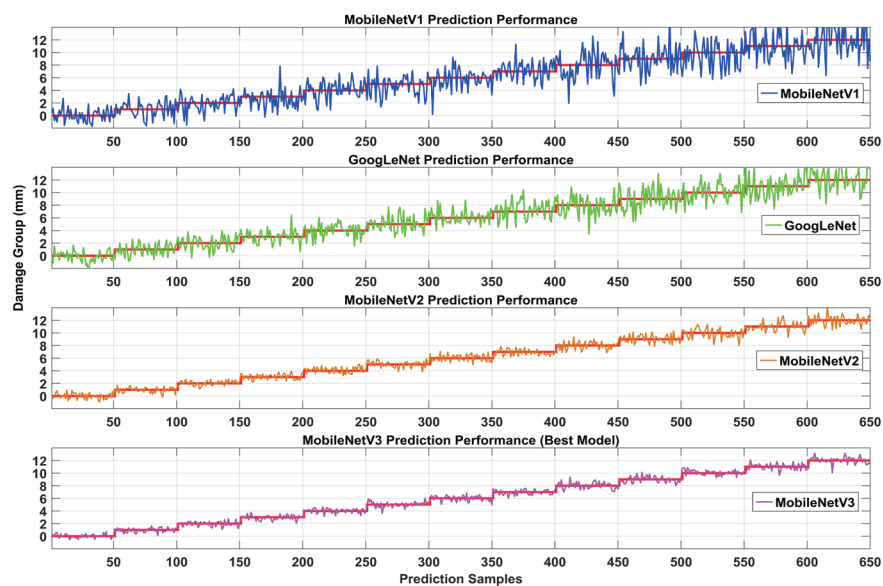 MobileNetV1 Prediction Performance
12
10
8
6
4
2
0
MobileNetV1
50 100 150 200 250 300 350 400 450 500 550 600 650
GoogLeNet Prediction Performance
12
10
8
6
4
2
0
GoogLeNet
50 100 150 200 250 300 350 400 450 500 550 600 650
Damage Group (mm)
MobileNetV2 Prediction Performance
12
10
8
6
4
2
0
MobileNetV2
50 100 150 200 250 300 350 400 450 500 550 600 650
MobileNetV3 Prediction Performance (Best Model)
12
10
8
6
4
2
0
MobileNetV3
50 100 150 200 250 300 350 400 450 500 550 600 650
Prediction Samples